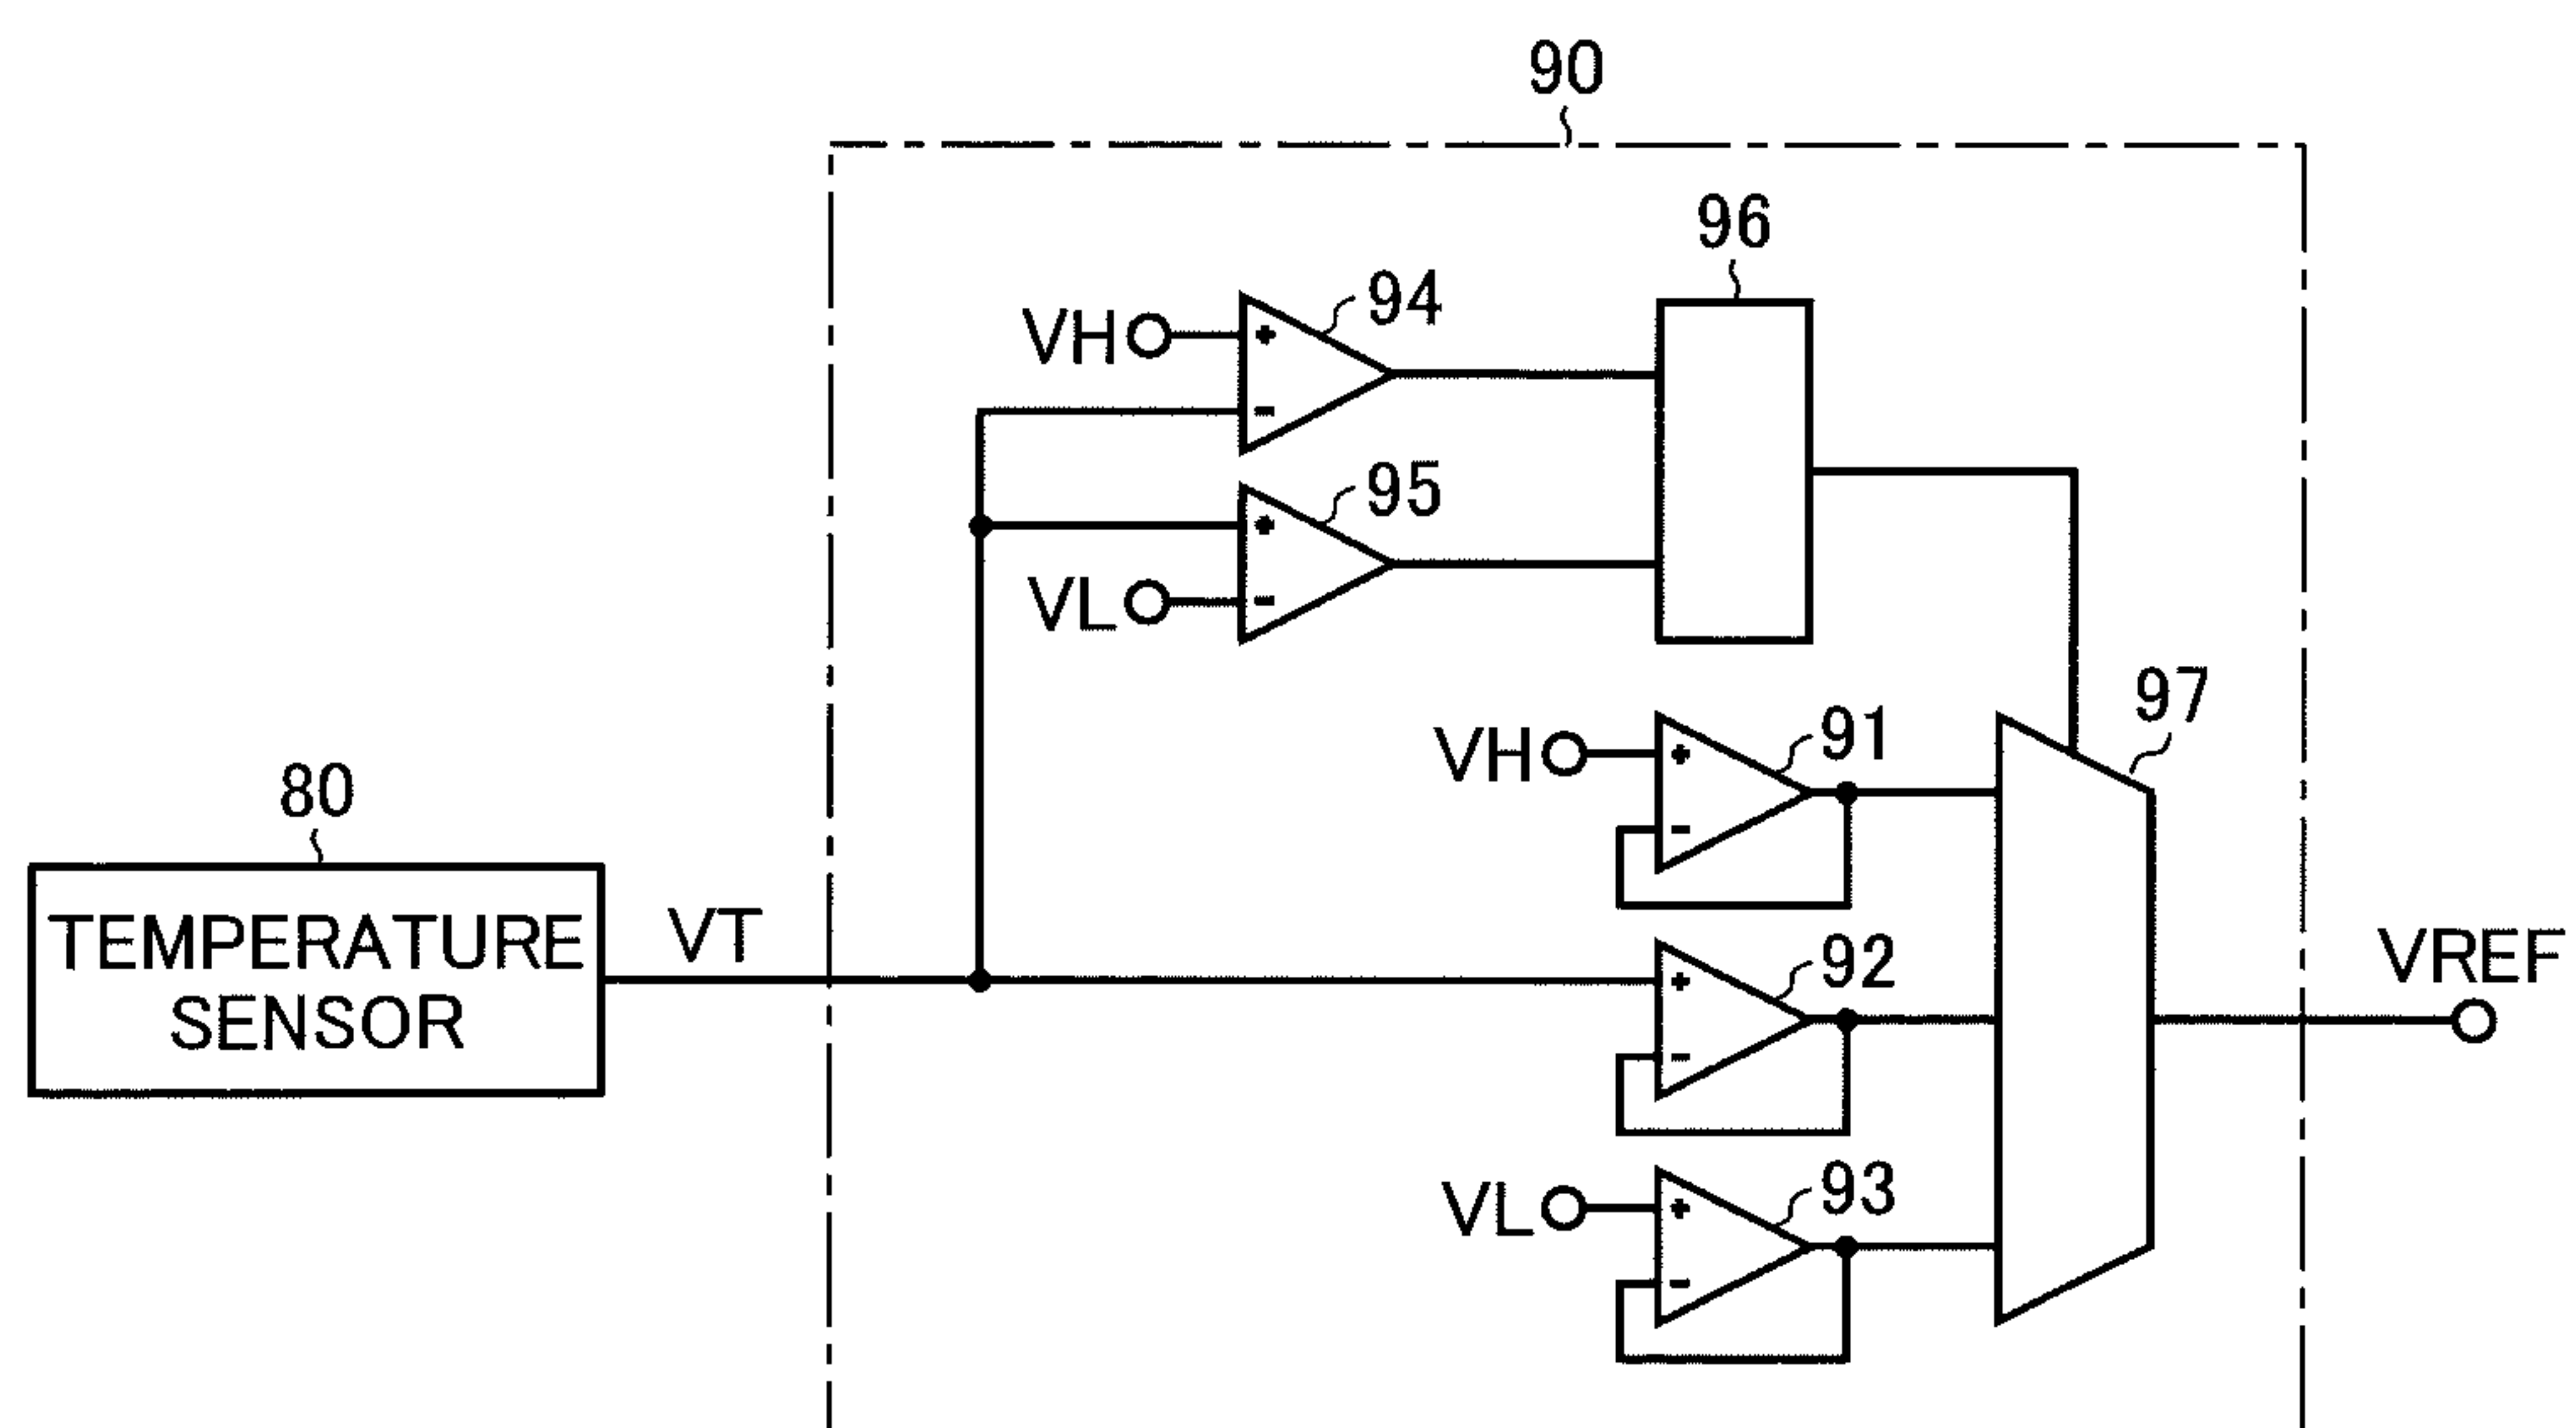 90
96
94
VH
+
-
95
+
VL
-
97
91
VH
+
-
80
TEMPERATURE
SENSOR
VT
92
+
-
VREF
93
VL
+
-